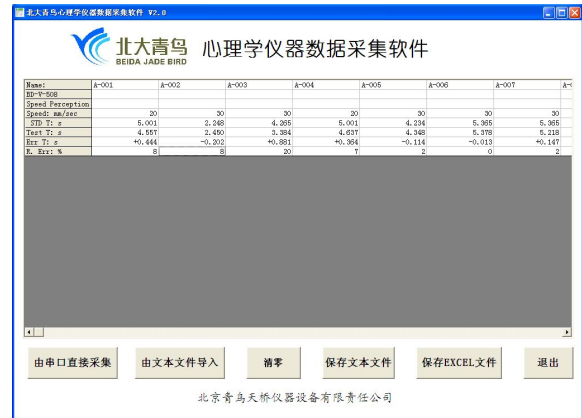 北大青鸟心理学仪器数据采集软件 V2.0
北大青鸟 心理学仪器数据采集软件
BEIDA JADE BIRD
Name: A-001 A-002 A-003 A-004 A-005 A-006 A-007 A-
BD-V-508
Speed Perception
Speed: mm/sec 20 30 30 20 30 30 30
STD T: s 5.001 2.248 4.265 5.001 4.234 5.365 5.365
Test T: s 4.557 2.450 3.384 4.637 4.348 5.378 5.218
Err T: s +0.444 -0.202 +0.881 +0.364 -0.114 -0.013 +0.147
R. Err: % 8 8 20 7 2 0 2
由串口直接采集 由文本文件导入 清零 保存文本文件 保存EXCEL文件 退出
北京青鸟天桥仪器设备有限责任公司